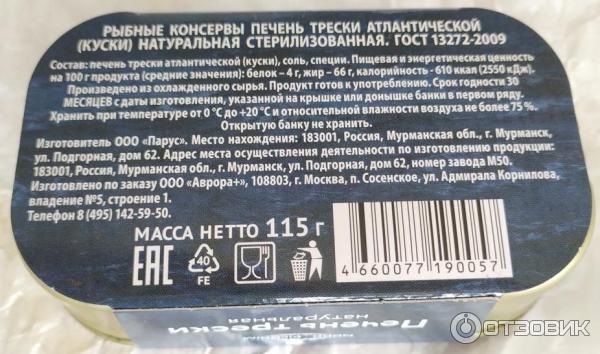 РЫБНЫЕ КОНСЕРВЫ ПЕЧЕНЬ ТРЕСКИ АТЛАНТИЧЕСКОЙ
(КУСКИ) НАТУРАЛЬНАЯ СТЕРИЛИЗОВАННАЯ. ГОСТ 13272-2009
Состав: печень трески атлантической (куски), соль, специи. Пищевая и энергетическая ценность
на 100 г продукта (средние значения): белок – 4 г, жир – 66 г, калорийность - 610 ккал (2550 кДж).
Произведено из охлажденного сырья. Продукт готов к употреблению. Срок годности 30
МЕСЯЦЕВ с даты изготовления, указанной на крышке или донышке банки в первом ряду.
Хранить при температуре от 0 °С до +20 °С и относительной влажности воздуха не более 75 %.
Открытую банку не хранить.
Изготовитель ООО «Парус». Место нахождения: 183001, Россия, Мурманская обл., г. Мурманск,
ул. Подгорная, дом 62. Адрес места осуществления деятельности по изготовлению продукции:
183001, Россия, Мурманская обл., г. Мурманск, ул. Подгорная, дом 62, номер завода М50.
Изготовлено по заказу ООО «Аврора+», 108803, г. Москва, п. Сосенское, ул. Адмирала Корнилова,
владение №5, строение 1.
Телефон 8 (495) 142-59-50.
МАССА НЕТТО 115 г
EAC
40
FE
4 660077 190057
Печень трески
натуральная
ОТЗОВИК